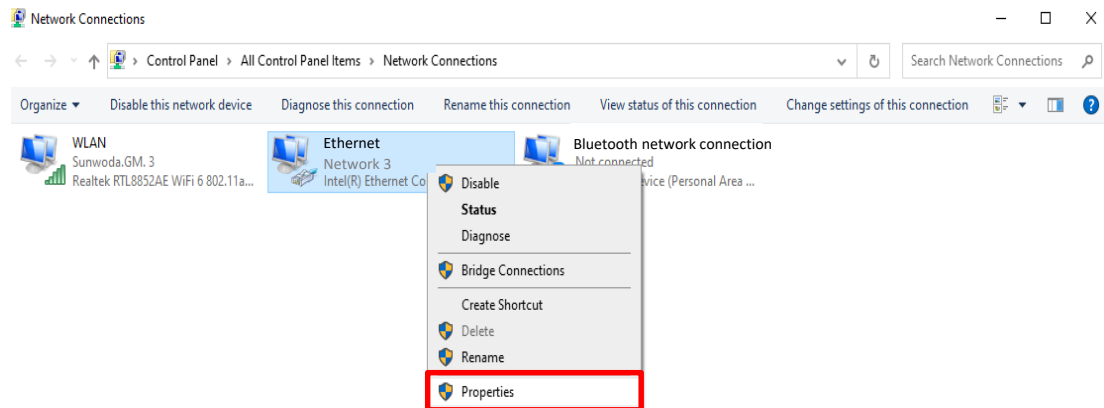 Network Connections
Control Panel > All Control Panel Items > Network Connections
Search Network Connections
Organize
Disable this network device
Diagnose this connection
Rename this connection
View status of this connection
Change settings of this connection
WLAN
Sunwoda.GM. 3
Realtek RTL8852AE WiFi 6 802.11a...
Ethernet
Network 3
Intel(R) Ethernet Co
Bluetooth network connection
Not connected
(Personal Area ...
Disable
Status
Diagnose
Bridge Connections
Create Shortcut
Delete
Rename
Properties